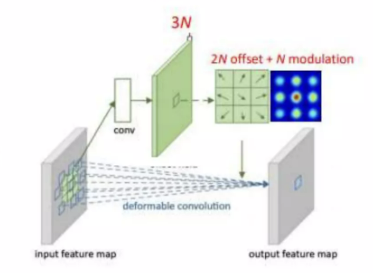 3N
2N offset + N modulation
conv
deformable convolution
input feature map
output feature map